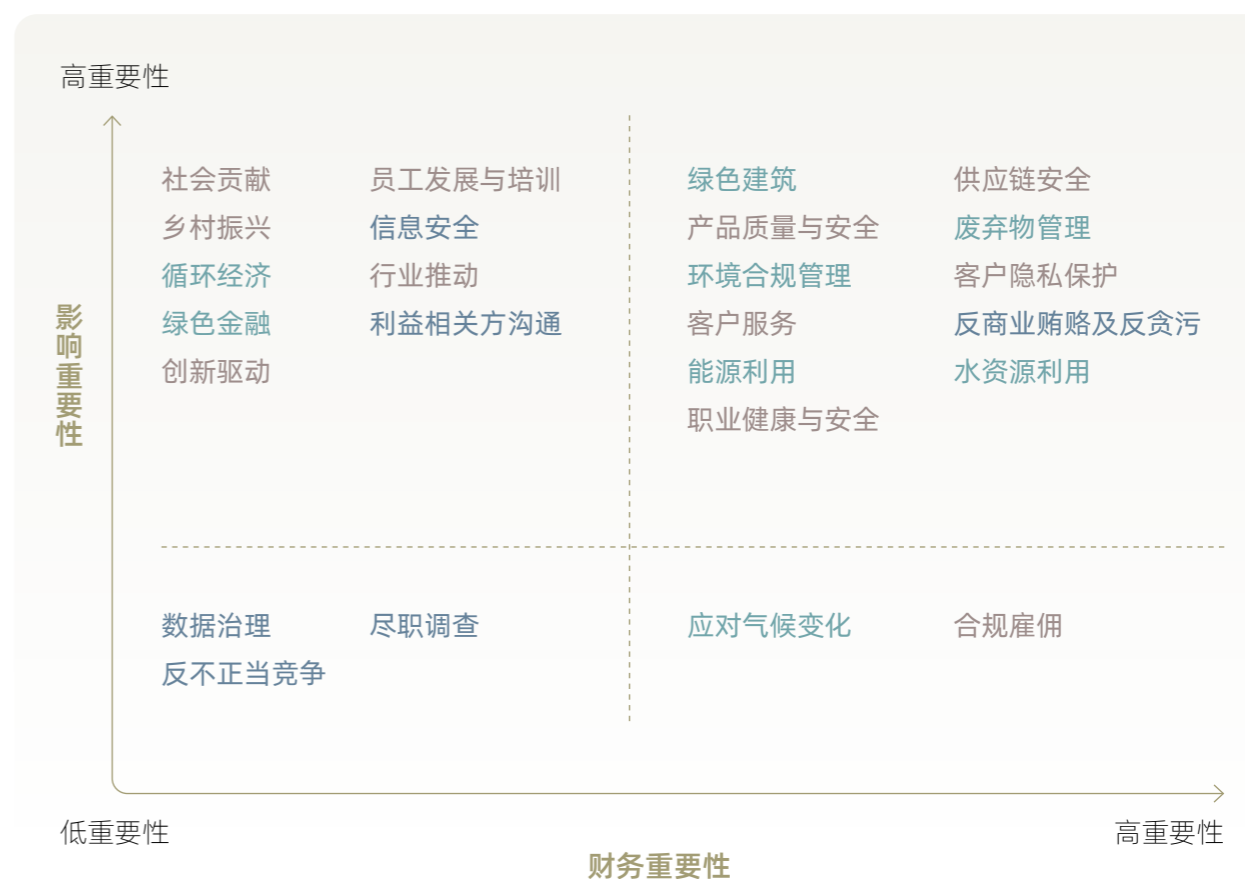 高重要性
影响重要性
社会贡献 员工发展与培训 绿色建筑 供应链安全
乡村振兴 信息安全 产品质量与安全 废弃物管理
循环经济 行业推动 环境合规管理 客户隐私保护
绿色金融 利益相关方沟通 客户服务 反商业贿赂及反贪污
创新驱动 能源利用 水资源利用
职业健康与安全
数据治理 尽职调查 应对气候变化 合规雇佣
反不正当竞争
低重要性 高重要性
财务重要性